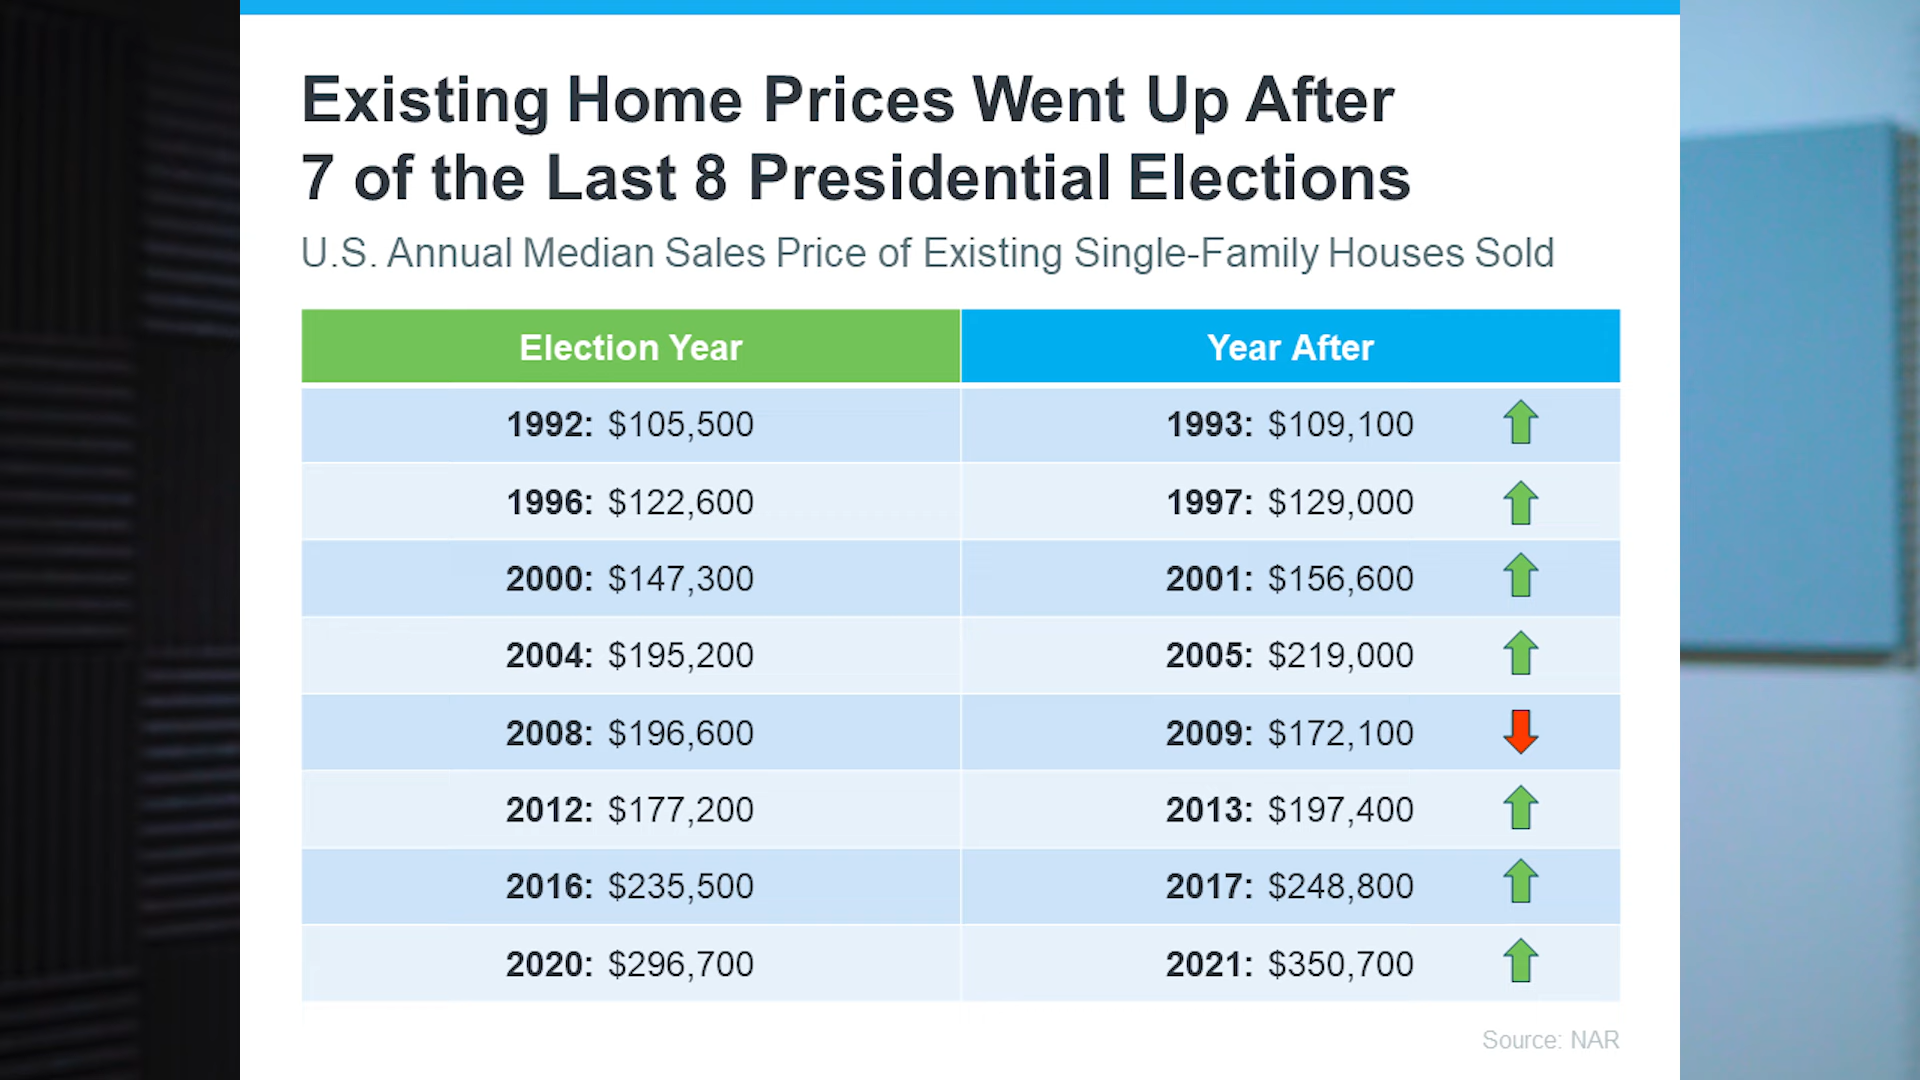 Existing Home Prices Went Up After
7 of the Last 8 Presidential Elections
U.S. Annual Median Sales Price of Existing Single-Family Houses Sold
Election Year Year After
1992: $105,500 1993: $109,100
1996: $122,600 1997: $129,000
2000: $147,300 2001: $156,600
2004: $195,200 2005: $219,000
2008: $196,600 2009: $172,100
2012: $177,200 2013: $197,400
2016: $235,500 2017: $248,800
2020: $296,700 2021: $350,700
Source: NAR